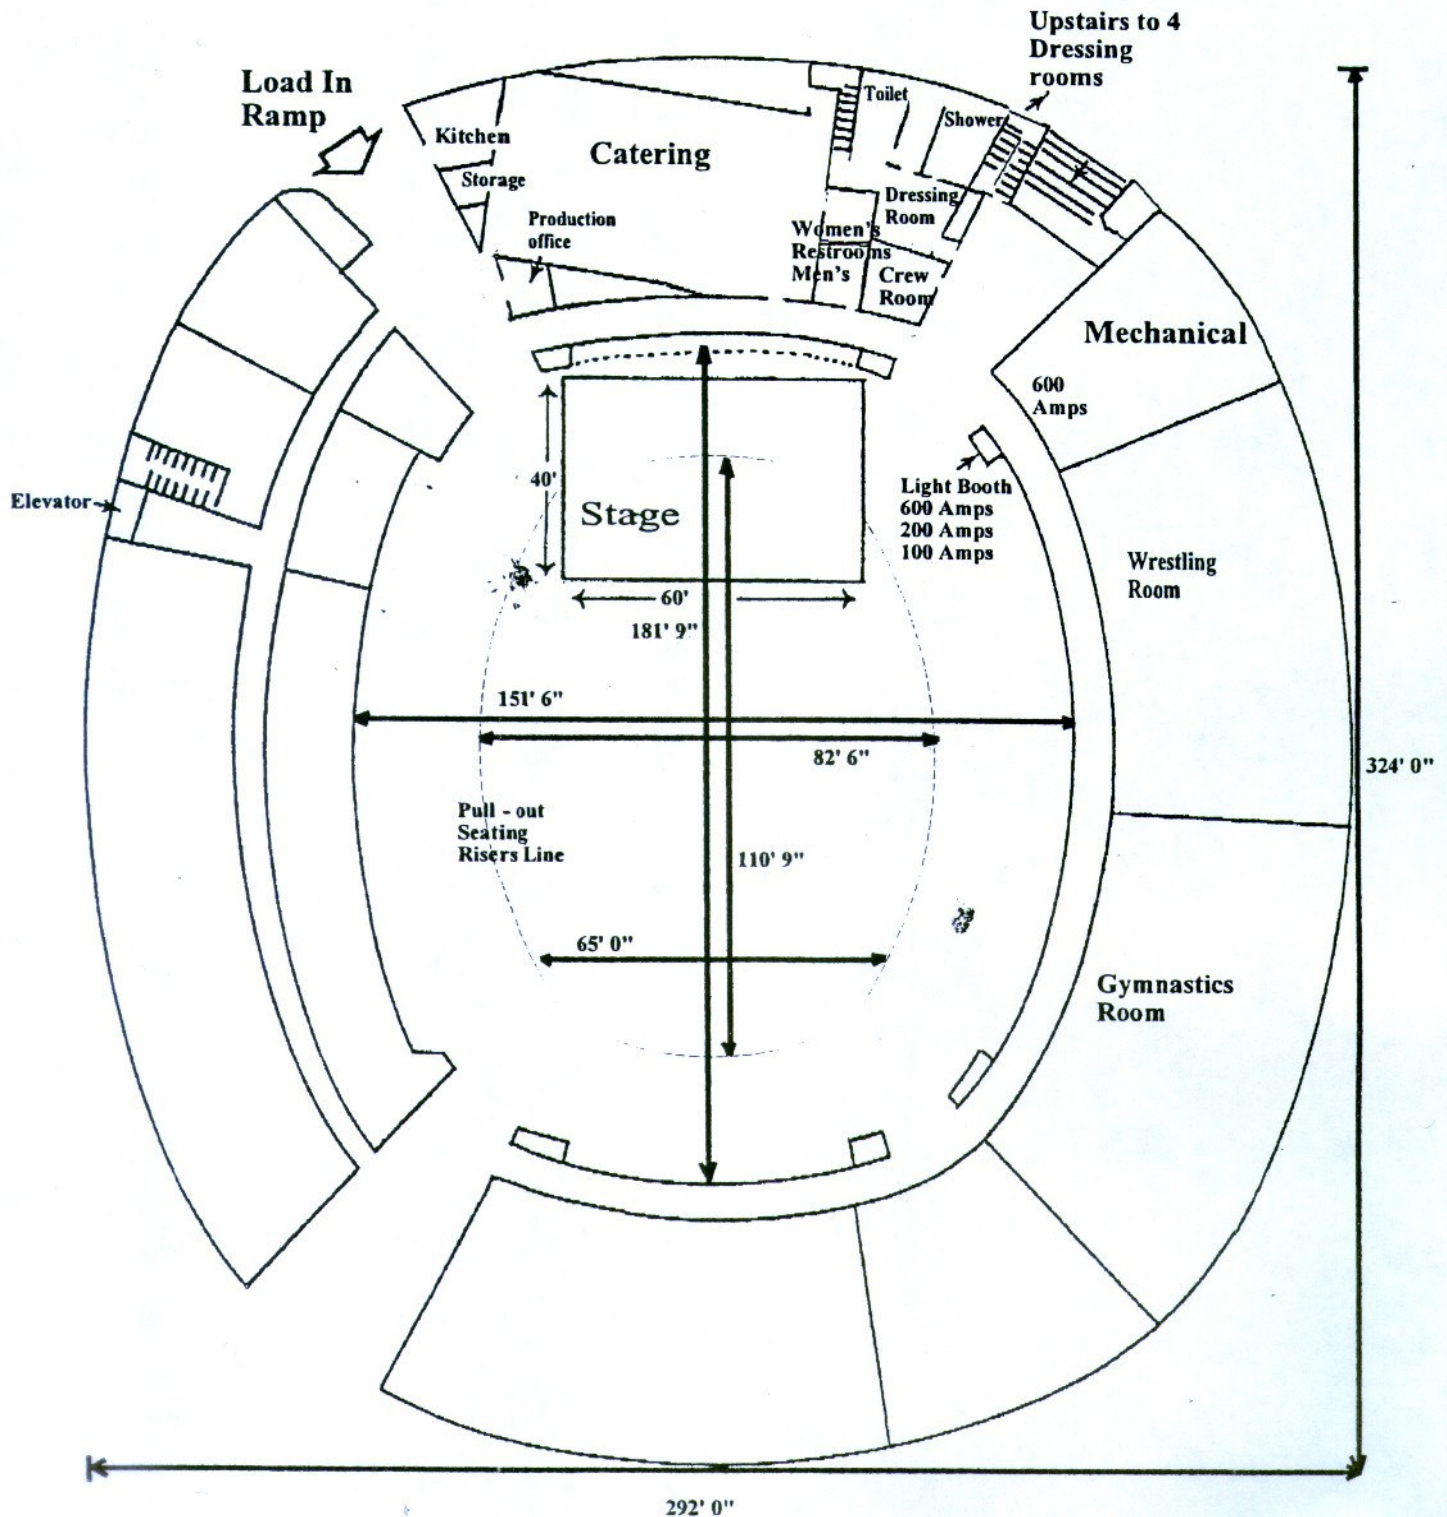 Upstairs to 4
Dressing
rooms
Load In
Ramp
Toilet
Shower
Kitchen
Catering
Storage
Production
office
Dressing
Room
Women's
Restrooms
Men's
Crew
Room
Mechanical
600
Amps
40'
Stage
Elevator
Light Booth
600 Amps
200 Amps
100 Amps
Wrestling
Room
60'
181' 9"
151' 6"
82' 6"
324' 0"
Pull - out
Seating
Risers Line
110' 9"
65' 0"
Gymnastics
Room
292' 0"